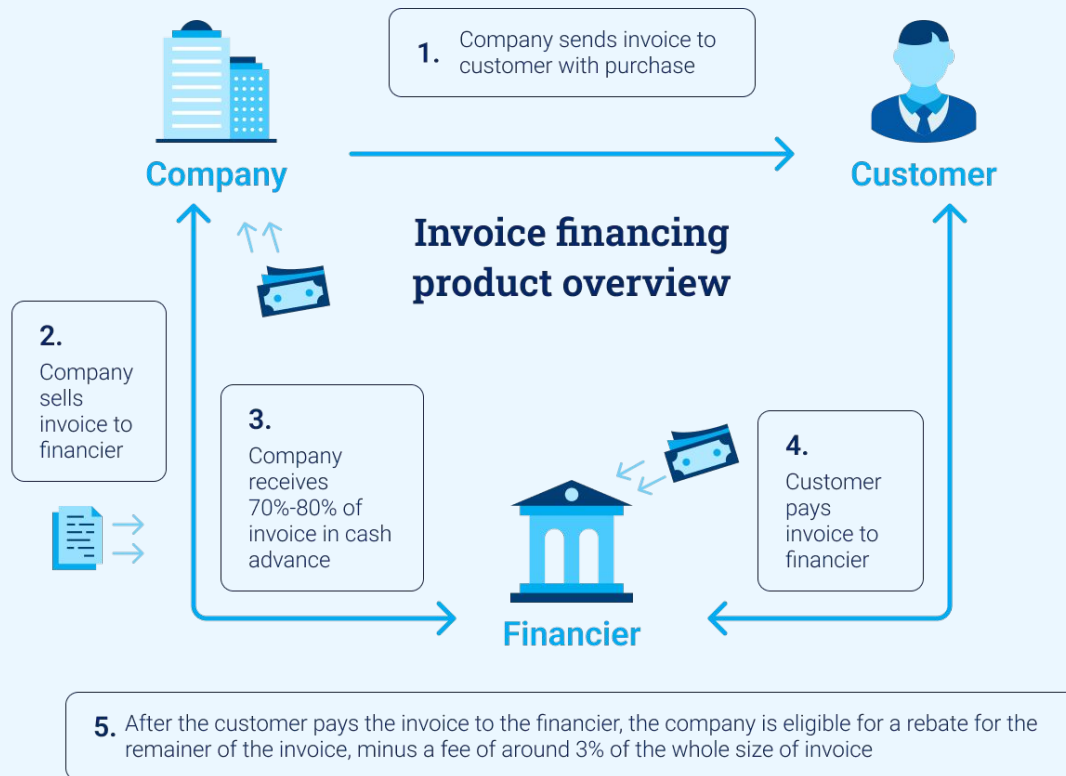 1. Company sends invoice to
customer with purchase
Company
Customer
Invoice financing
product overview
2.
Company
sells
invoice to
financier
3.
Company
receives
70%-80% of
invoice in cash
advance
4.
Customer
pays
invoice to
financier
Financier
5. After the customer pays the invoice to the financier, the company is eligible for a rebate for the
remainer of the invoice, minus a fee of around 3% of the whole size of invoice